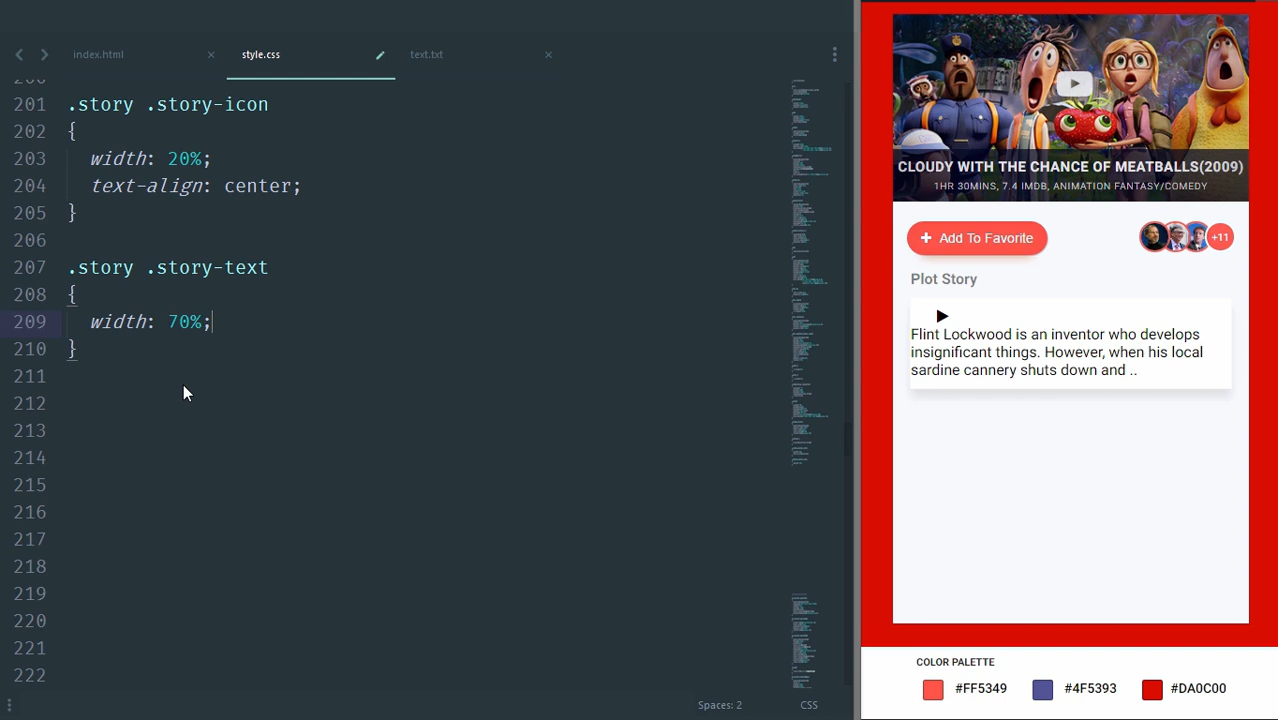 index.html
style.css
text.txt
201 .story .story-icon
202 {
203 width: 20%;
204 text-align: center;
205 }
206
207 .story .story-text
208 {
209 width: 70%;
210 }
211
212
213
214
215
216
217
218
219
220
221
222
Spaces: 2
CSS
CLOUDY WITH THE CHANCE OF MEATBALLS(2009)
1HR 30MINS, 7.4 IMDB, ANIMATION FANTASY/COMEDY
+ Add To Favorite
+11
Plot Story
Flint Lockwood is an inventor who develops
insignificant things. However, when his local
sardine cannery shuts down and ..
COLOR PALETTE
#FF5349
#4F5393
#DA0C00